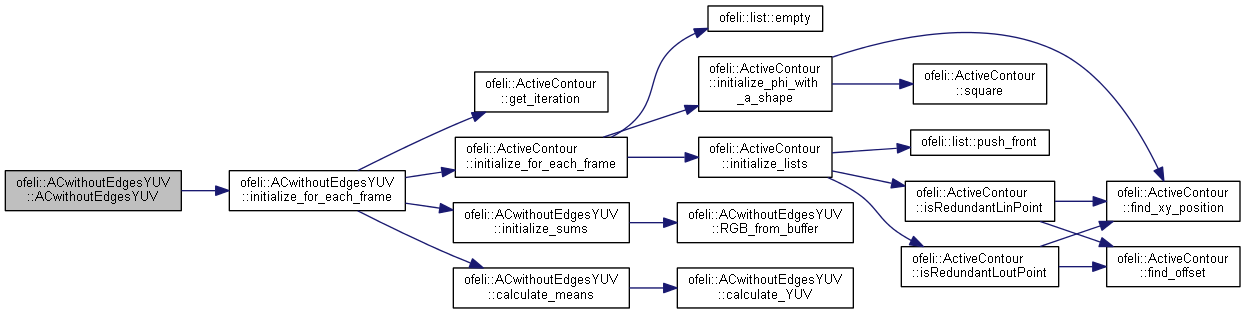 ofeli::ACwithoutEdgesYUV
::ACwithoutEdgesYUV
ofeli::ACwithoutEdgesYUV
::initialize_for_each_frame
ofeli::ActiveContour
::get_iteration
ofeli::ActiveContour
::initialize_for_each_frame
ofeli::ACwithoutEdgesYUV
::initialize_sums
ofeli::ACwithoutEdgesYUV
::calculate_means
ofeli::list::empty
ofeli::ActiveContour
::initialize_phi_with
_a_shape
ofeli::ActiveContour
::initialize_lists
ofeli::ACwithoutEdgesYUV
::RGB_from_buffer
ofeli::ACwithoutEdgesYUV
::calculate_YUV
ofeli::ActiveContour
::square
ofeli::list::push_front
ofeli::ActiveContour
::isRedundantLinPoint
ofeli::ActiveContour
::isRedundantLoutPoint
ofeli::ActiveContour
::find_xy_position
ofeli::ActiveContour
::find_offset